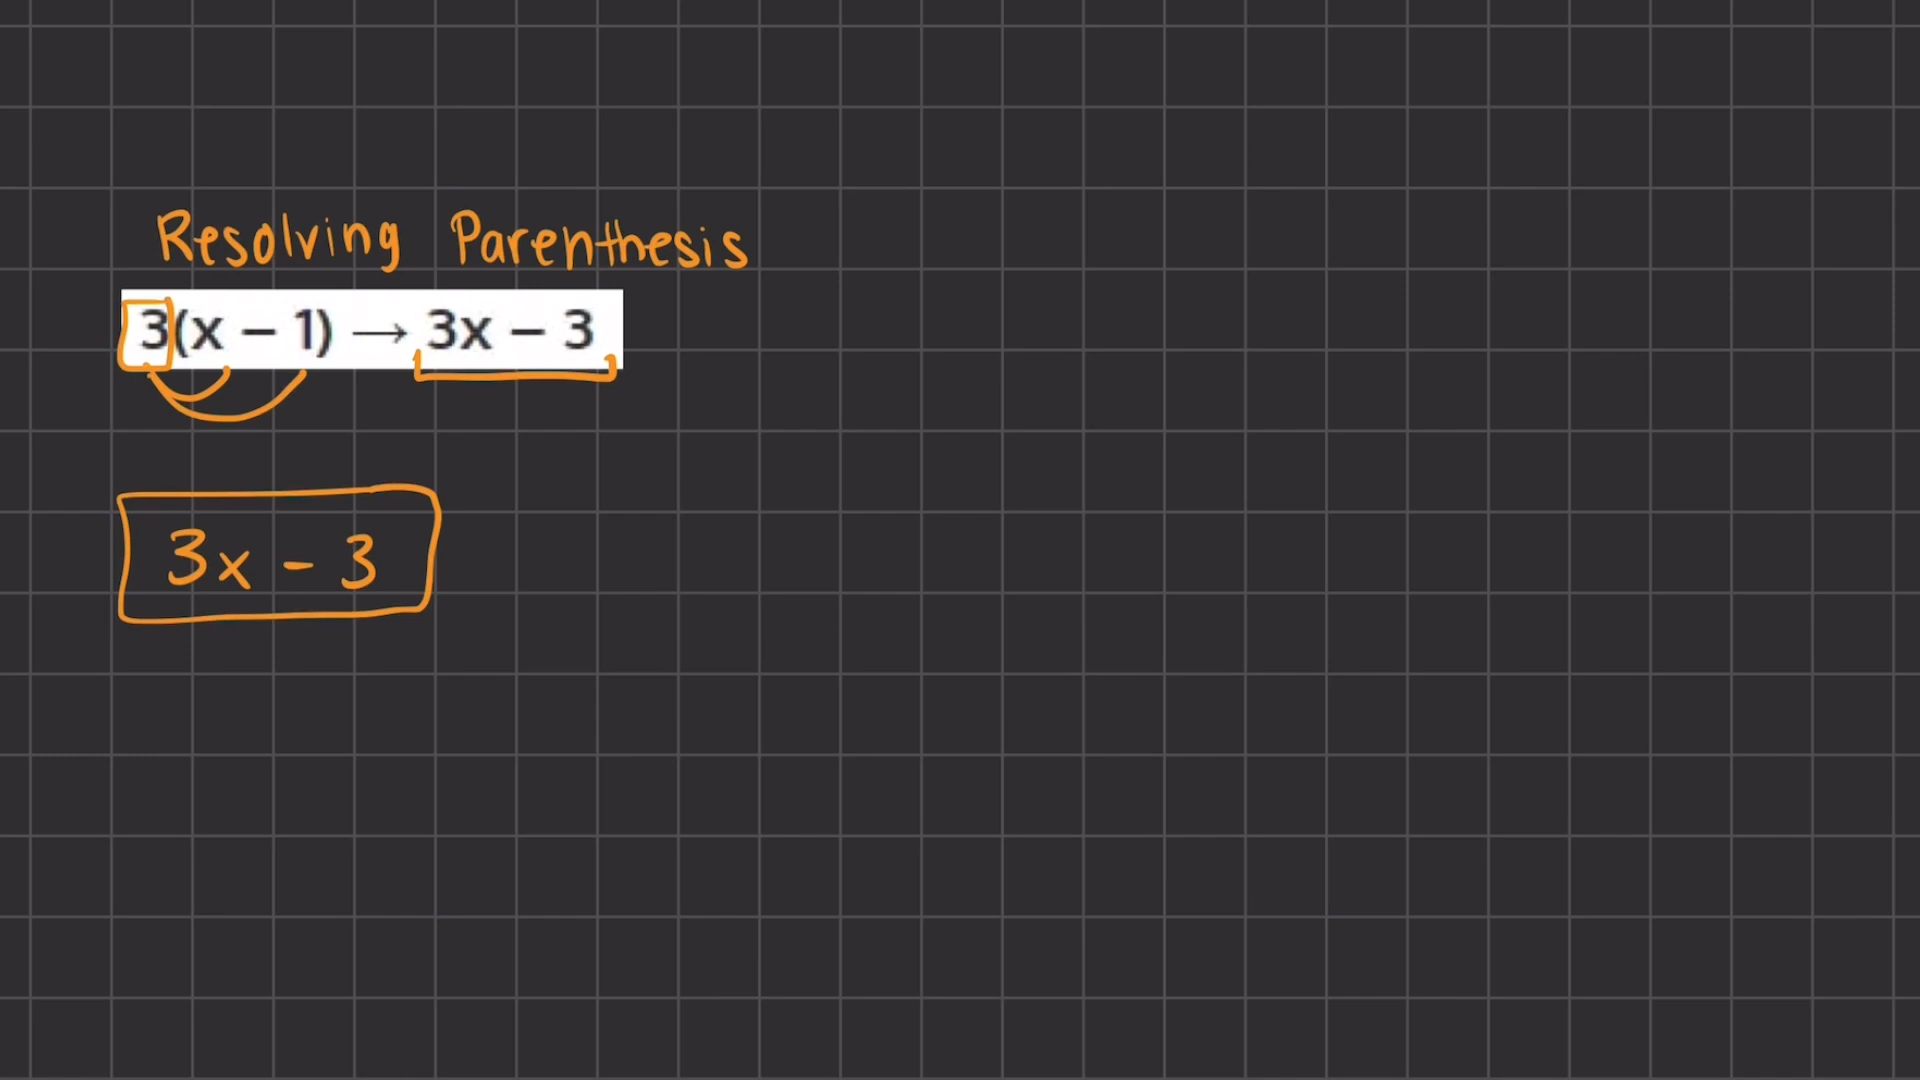 Resolving Parenthesis
3(x − 1) → 3x − 3
3x - 3